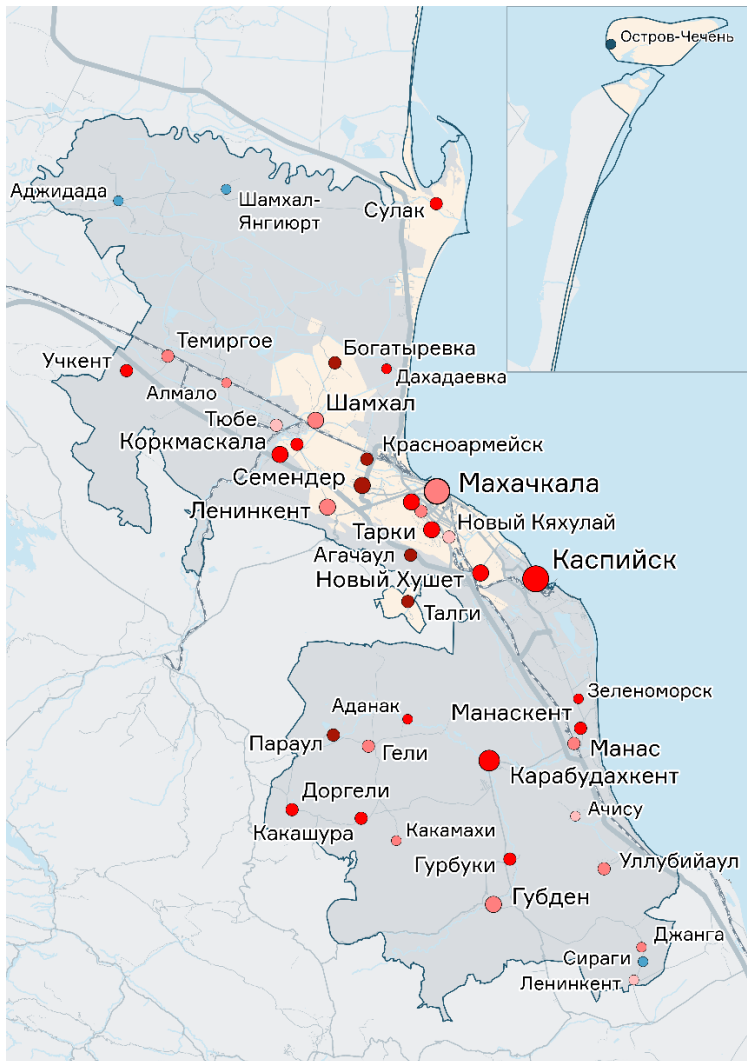 Остров-Чечень
Аджидада
Шамхал-
Янгиюрт
Сулак
Темиргое
Богатыревка
Учкент
Дахадаевка
Алмало
Шамхал
Тюбе
Коркмаскала
Красноармейск
Семендер
Махачкала
Ленинкент
Новый Кяхулай
Тарки
Агачаул
Каспийск
Новый Хушет
Талги
Зеленоморск
Аданак
Манаскент
Параул
Гели
Манас
Карабудахкент
Доргели
Ачису
Какашура
Какамахи
Гурбуки
Уллубийаул
Губден
Джанга
Сираги
Ленинкент